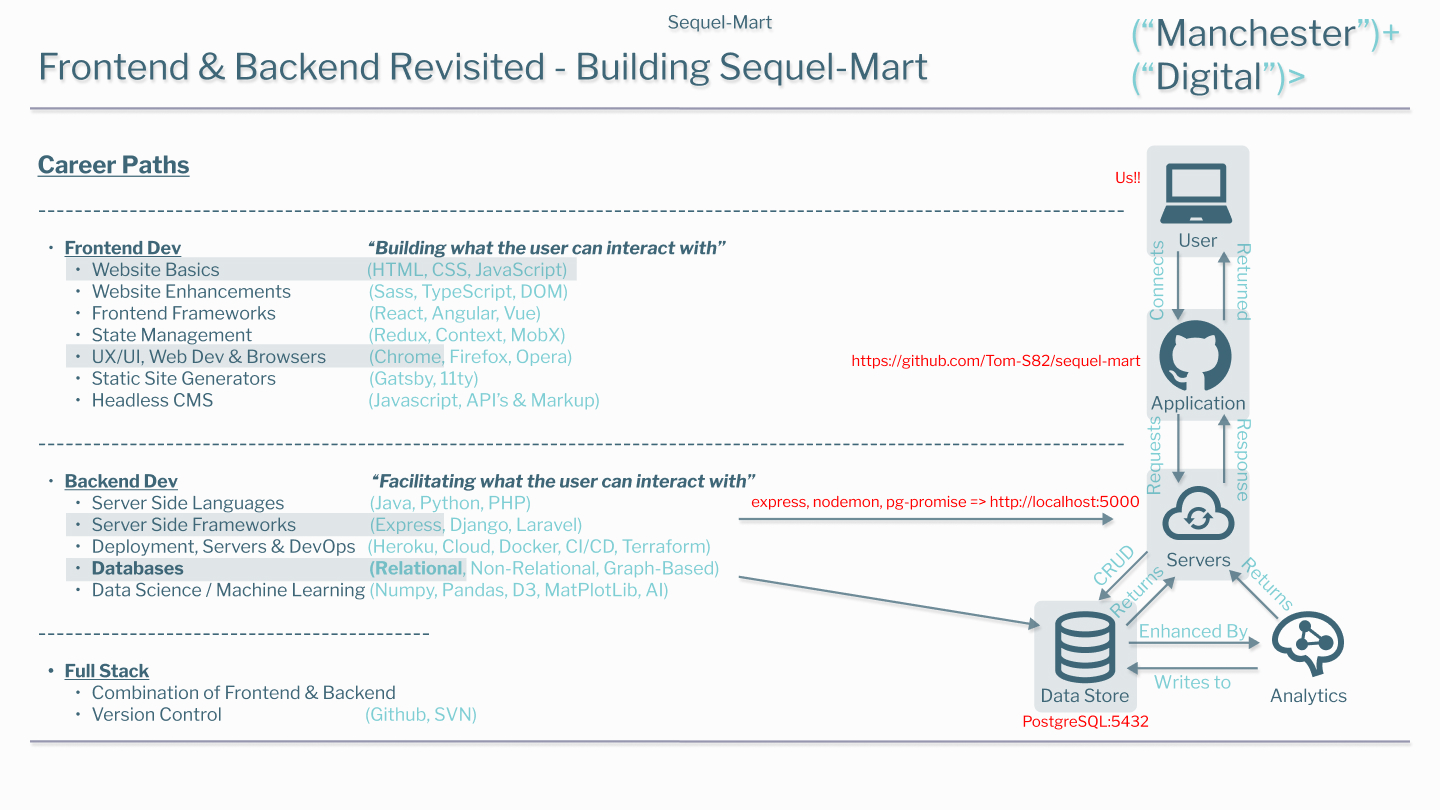 Sequel-Mart
Frontend & Backend Revisited - Building Sequel-Mart
(“Manchester”)+
(“Digital”)>
Career Paths
• Frontend Dev “Building what the user can interact with”
• Website Basics (HTML, CSS, JavaScript)
• Website Enhancements (Sass, TypeScript, DOM)
• Frontend Frameworks (React, Angular, Vue)
• State Management (Redux, Context, MobX)
• UX/UI, Web Dev & Browsers (Chrome, Firefox, Opera)
• Static Site Generators (Gatsby, 11ty)
• Headless CMS (Javascript, API’s & Markup)
• Backend Dev “Facilitating what the user can interact with”
• Server Side Languages (Java, Python, PHP)
• Server Side Frameworks (Express, Django, Laravel)
• Deployment, Servers & DevOps (Heroku, Cloud, Docker, CI/CD, Terraform)
• Databases (Relational, Non-Relational, Graph-Based)
• Data Science / Machine Learning (Numpy, Pandas, D3, MatPlotLib, AI)
• Full Stack
• Combination of Frontend & Backend
• Version Control (Github, SVN)
Us!!
User
Connects
Returned
https://github.com/Tom-S82/sequel-mart
Application
Requests
Response
express, nodemon, pg-promise => http://localhost:5000
Servers
CRUD
Returns
Returns
Enhanced By
Writes to
Data Store
Analytics
PostgreSQL:5432